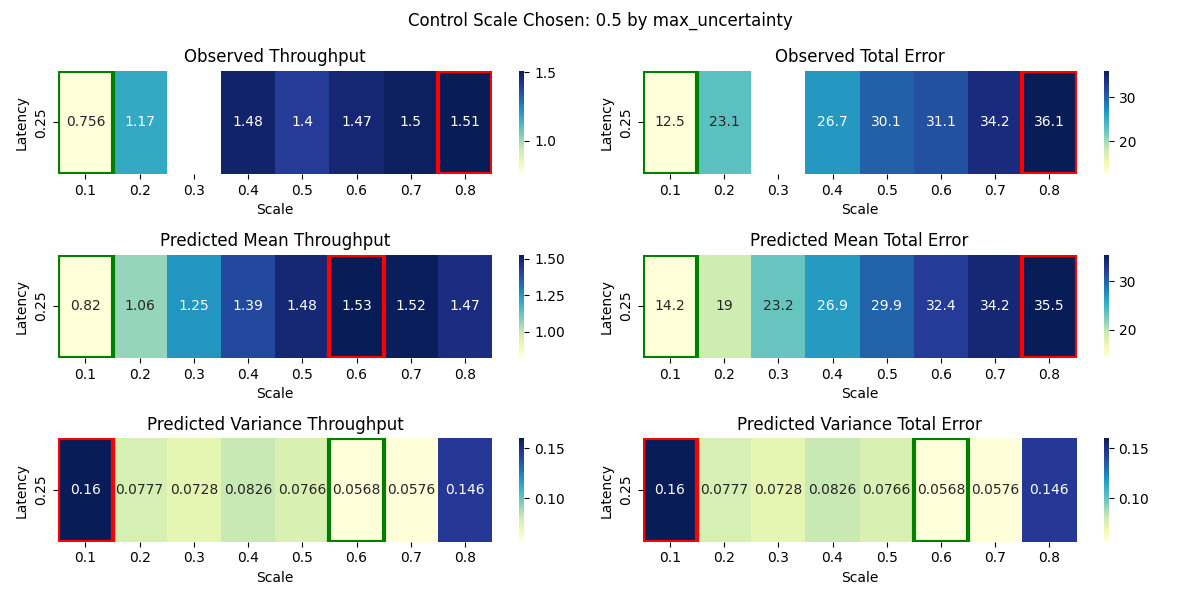 Control Scale Chosen: 0.5 by max_uncertainty
Observed Throughput
Latency
0.25
0.756 1.17 1.48 1.4 1.47 1.5 1.51
0.1 0.2 0.3 0.4 0.5 0.6 0.7 0.8
Scale
1.5
1.0
Observed Total Error
Latency
0.25
12.5 23.1 26.7 30.1 31.1 34.2 36.1
0.1 0.2 0.3 0.4 0.5 0.6 0.7 0.8
Scale
30
20
Predicted Mean Throughput
Latency
0.25
0.82 1.06 1.25 1.39 1.48 1.53 1.52 1.47
0.1 0.2 0.3 0.4 0.5 0.6 0.7 0.8
Scale
1.50
1.25
1.00
Predicted Mean Total Error
Latency
0.25
14.2 19 23.2 26.9 29.9 32.4 34.2 35.5
0.1 0.2 0.3 0.4 0.5 0.6 0.7 0.8
Scale
30
20
Predicted Variance Throughput
Latency
0.25
0.16 0.0777 0.0728 0.0826 0.0766 0.0568 0.0576 0.146
0.1 0.2 0.3 0.4 0.5 0.6 0.7 0.8
Scale
0.15
0.10
Predicted Variance Total Error
Latency
0.25
0.16 0.0777 0.0728 0.0826 0.0766 0.0568 0.0576 0.146
0.1 0.2 0.3 0.4 0.5 0.6 0.7 0.8
Scale
0.15
0.10